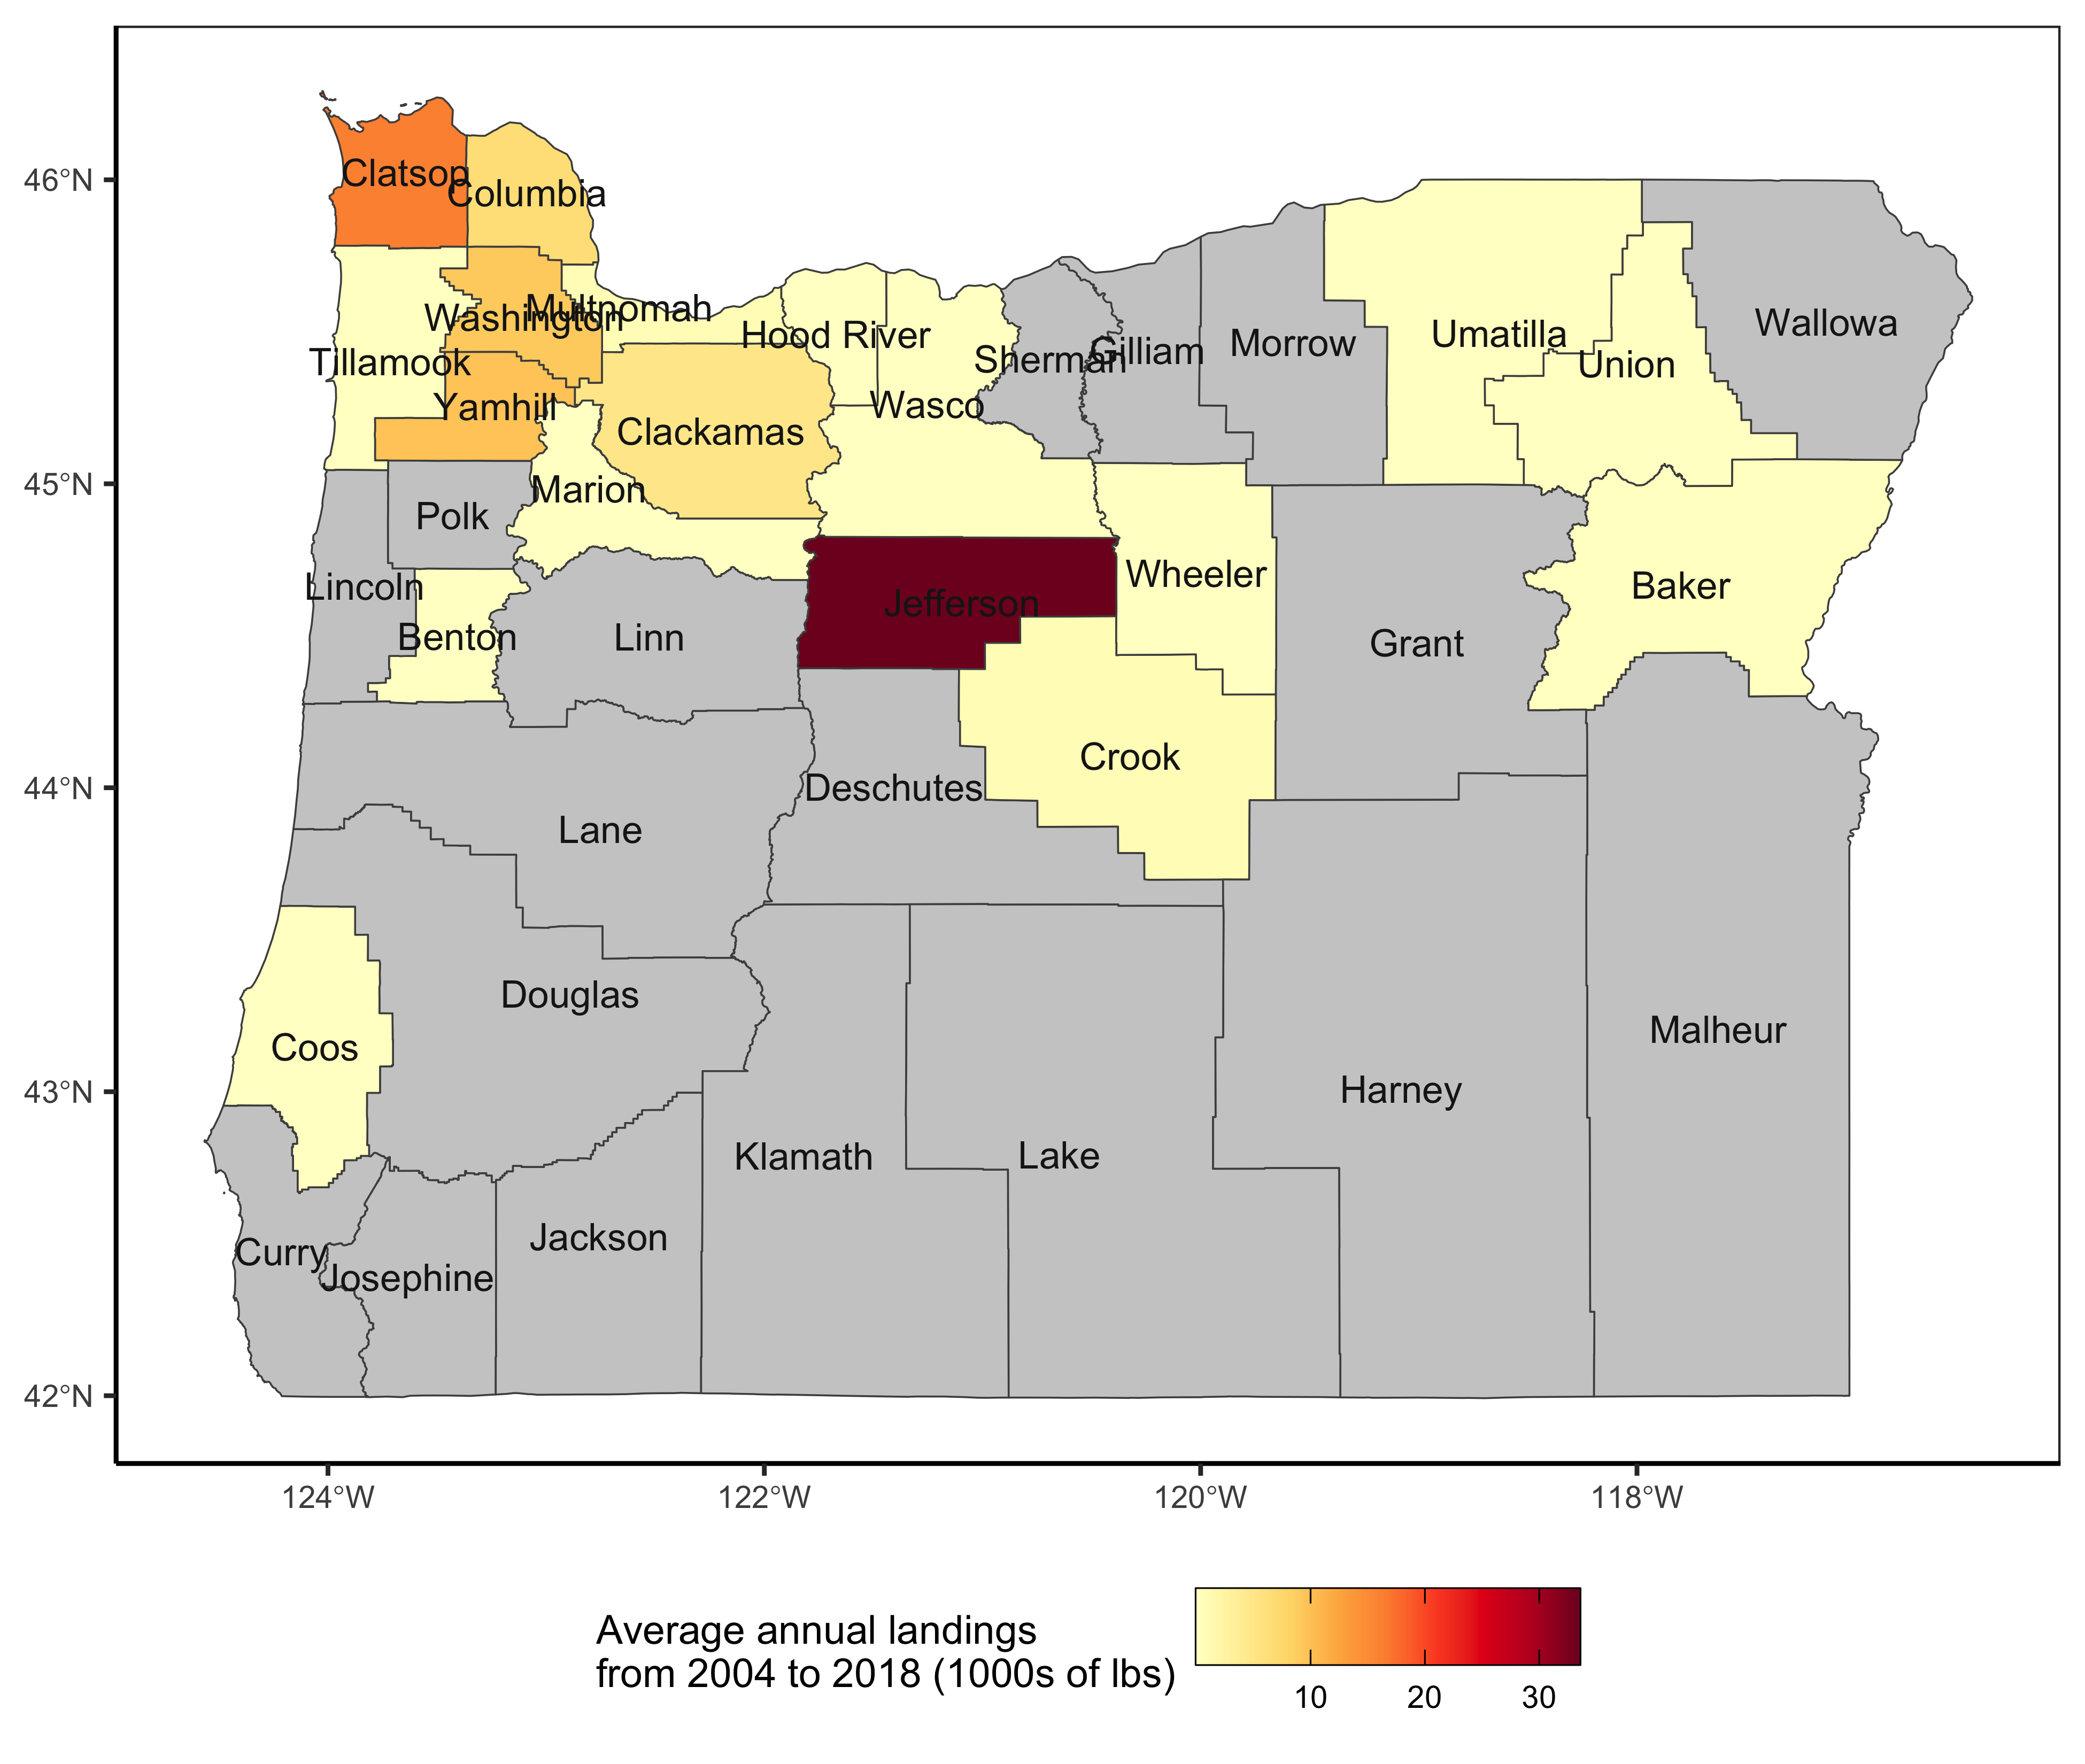 Clatsop
Columbia
46°N
Multnomah
Washington
Hood River
Tillamook
Sherman
Gilliam
Morrow
Umatilla
Union
Wallowa
Yamhill
Wasco
Clackamas
45°N
Marion
Polk
Lincoln
Benton
Linn
Jefferson
Wheeler
Grant
Baker
44°N
Crook
Deschutes
Lane
Douglas
Coos
Malheur
43°N
Harney
Klamath
Lake
Jackson
Curry
Josephine
42°N
124°W
122°W
120°W
118°W
Average annual landings
from 2004 to 2018 (1000s of lbs)
10
20
30